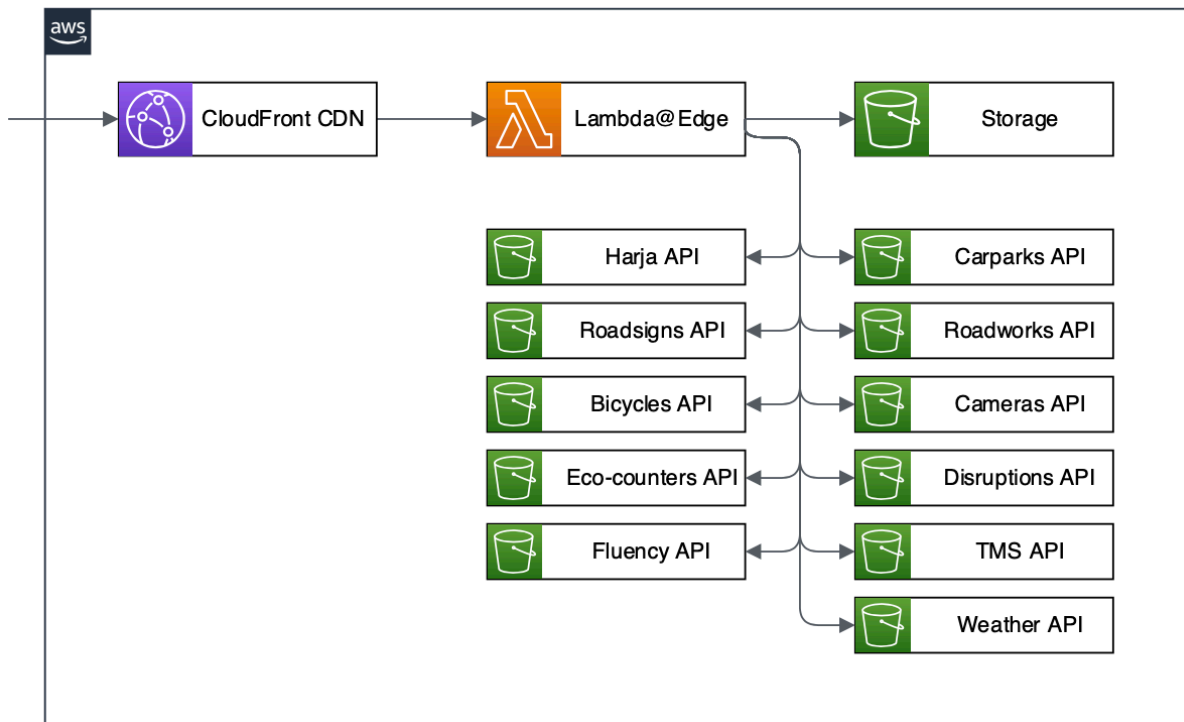 aws
CloudFront CDN
Lambda@Edge
Storage
Harja API
Carparks API
Roadsigns API
Roadworks API
Bicycles API
Cameras API
Eco-counters API
Disruptions API
Fluency API
TMS API
Weather API